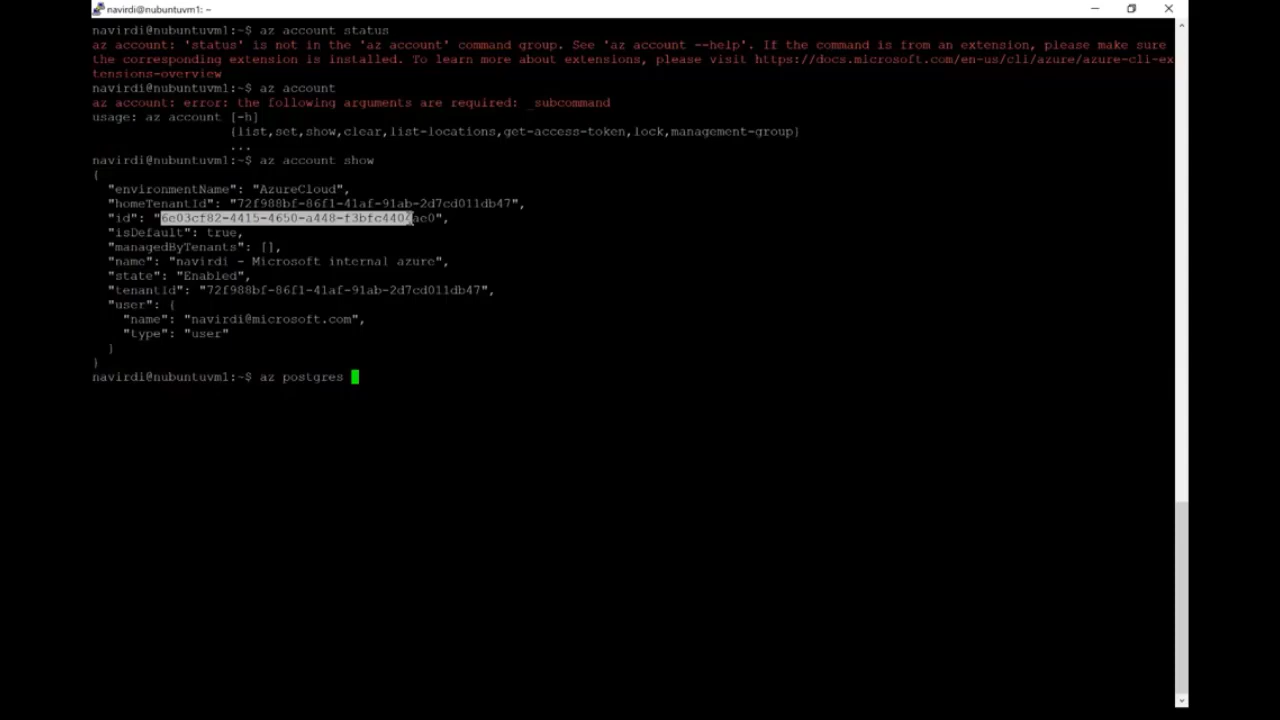 navirdi@nubuntuvm1: ~
navirdi@nubuntuvm1:~$ az account status
az account: 'status' is not in the 'az account' command group. See 'az account --help'. If the command is from an extension, please make sure
the corresponding extension is installed. To learn more about extensions, please visit https://docs.microsoft.com/en-us/cli/azure/azure-cli-ex
tensions-overview
navirdi@nubuntuvm1:~$ az account
az account: error: the following arguments are required: _subcommand
usage: az account [-h]
{list,set,show,clear,list-locations,get-access-token,lock,management-group}
...
navirdi@nubuntuvm1:~$ az account show
{
"environmentName": "AzureCloud",
"homeTenantId": "72f988bf-86f1-41af-91ab-2d7cd011db47",
"id":
"isDefault": true,
"managedByTenants": [],
"name": "navirdi - Microsoft internal azure",
"state": "Enabled",
"tenantId": "72f988bf-86f1-41af-91ab-2d7cd011db47",
"user": {
"name": "navirdi@microsoft.com",
"type": "user"
}
}
navirdi@nubuntuvm1:~$ az postgres